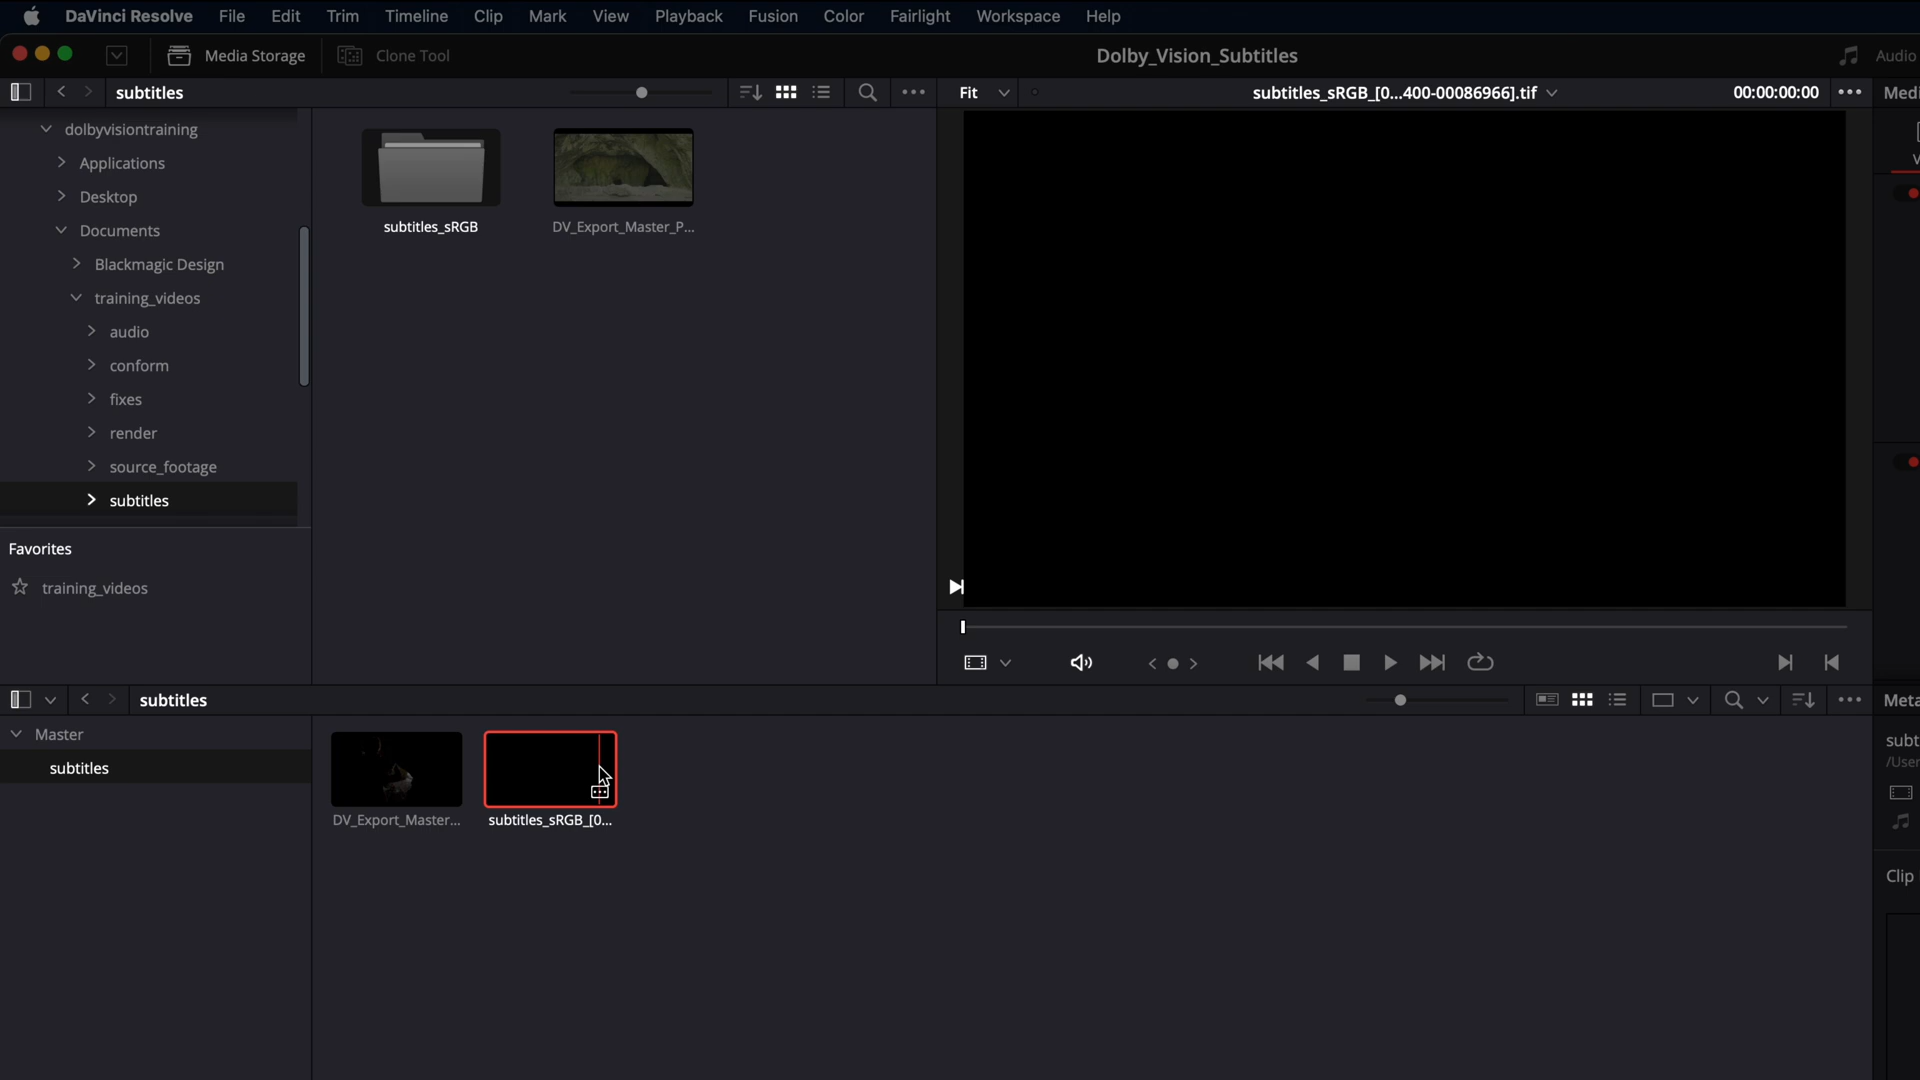 DaVinci Resolve File Edit Trim Timeline Clip Mark View Playback Fusion Color Fairlight Workspace Help
Media Storage Clone Tool Dolby_Vision_Subtitles Audio
subtitles Fit subtitles_sRGB_[0...400-00086966].tif 00:00:00:00
dolbyvisiontraining
Applications
Desktop
Documents
Blackmagic Design
training_videos
audio
conform
fixes
render
source_footage
subtitles
Favorites
training_videos
subtitles_sRGB DV_Export_Master_P...
subtitles
Master
subtitles
DV_Export_Master... subtitles_sRGB_[0...
Clip